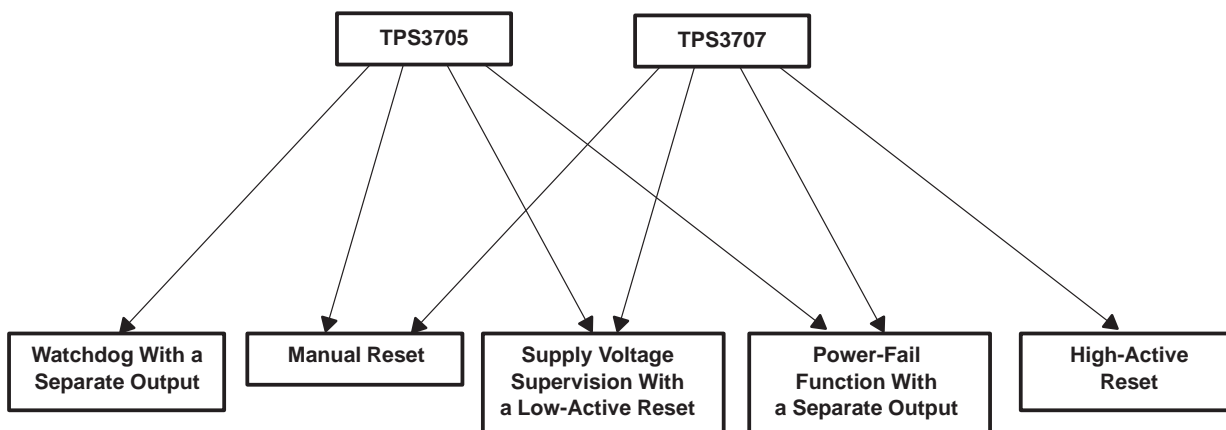 TPS3705
TPS3707
Watchdog With a
Separate Output
Manual Reset
Supply Voltage
Supervision With
a Low-Active Reset
Power-Fail
Function With
a Separate Output
High-Active
Reset